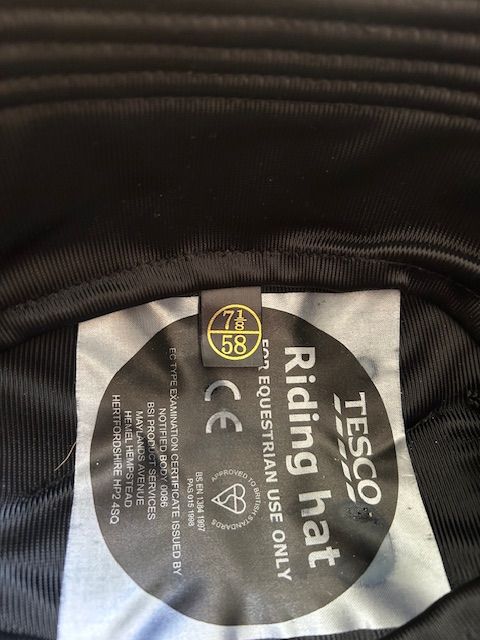 7 1/8
58
TESCO
Riding hat
FOR EQUESTRIAN USE ONLY
APPROVED TO BRITISH STANDARDS
CE
BS EN 1384 1997
PAS 015 1998
EC TYPE EXAMINATION CERTIFICATE ISSUED BY
NOTIFIED BODY 0086
BSI PRODUCT SERVICES
MAYLANDS AVENUE
HEMEL HEMPSTEAD
HERTFORDSHIRE HP2 4SQ